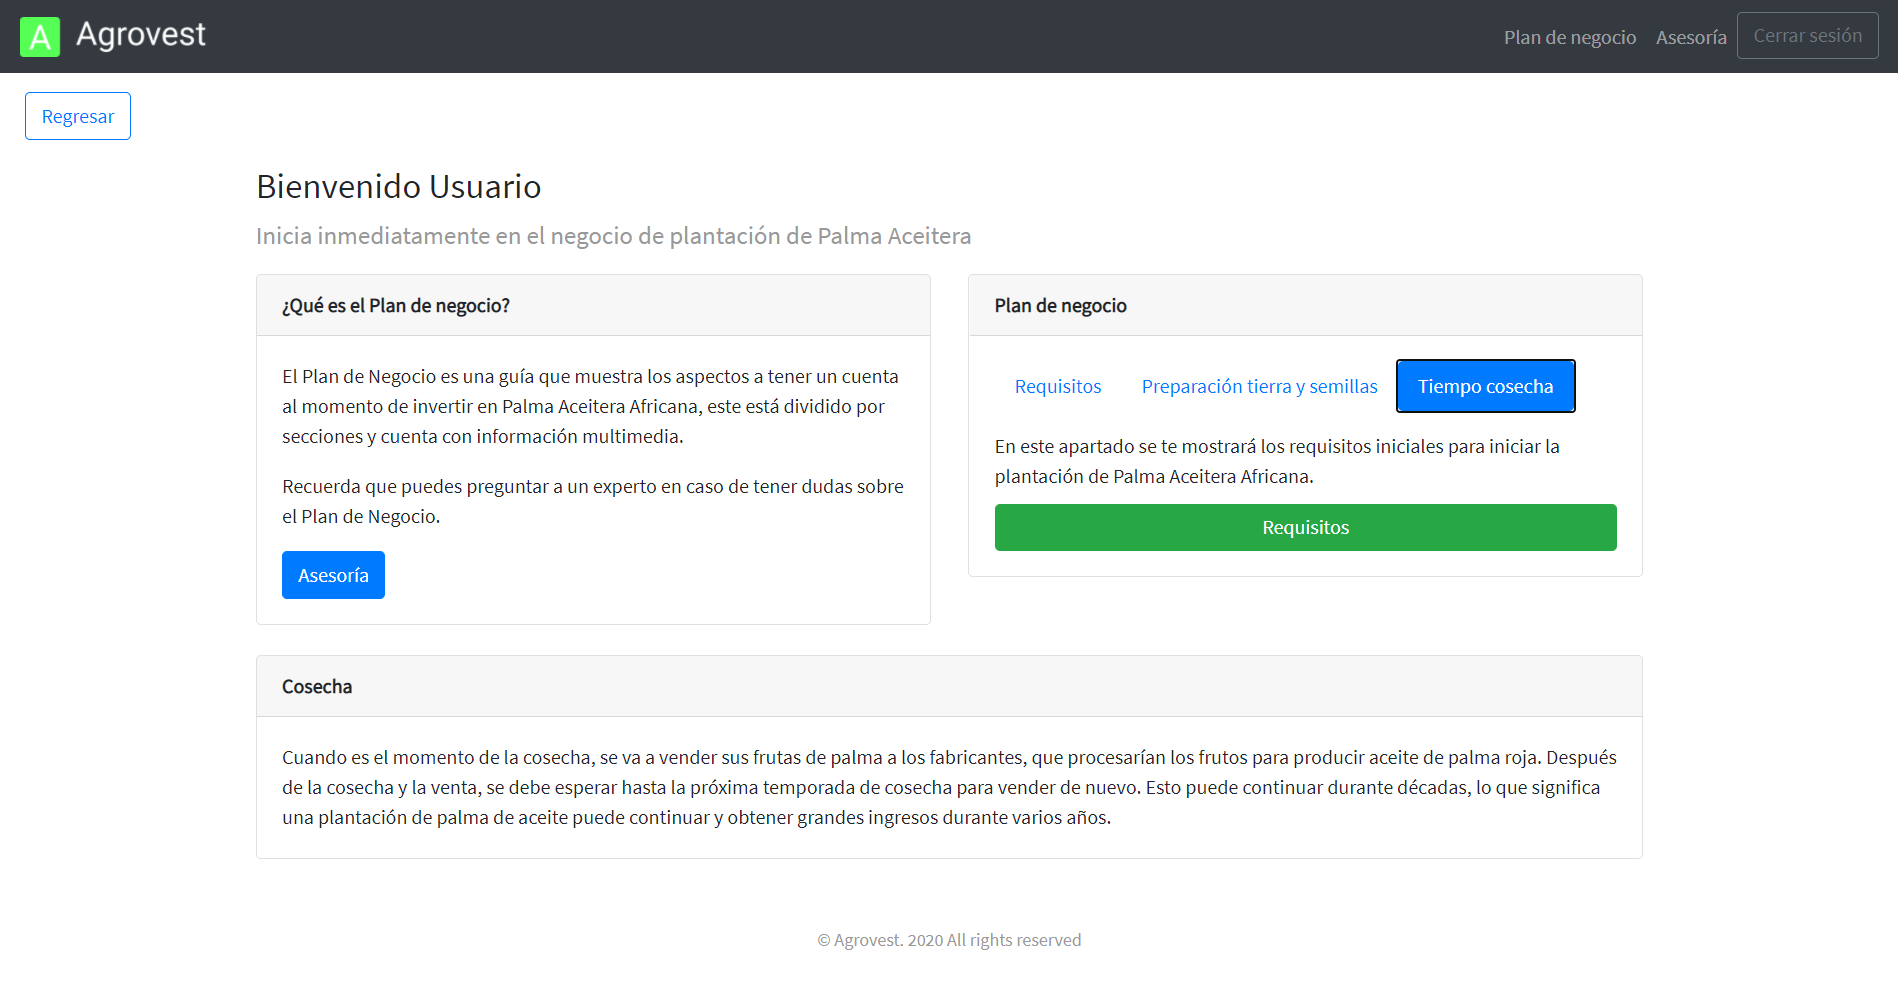 A Agrovest
Plan de negocio Asesoría Cerrar sesión
Regresar
Bienvenido Usuario
Inicia inmediatamente en el negocio de plantación de Palma Aceitera
¿Qué es el Plan de negocio?
El Plan de Negocio es una guía que muestra los aspectos a tener un cuenta
al momento de invertir en Palma Aceitera Africana, este está dividido por
secciones y cuenta con información multimedia.
Recuerda que puedes preguntar a un experto en caso de tener dudas sobre
el Plan de Negocio.
Asesoría
Plan de negocio
Requisitos Preparación tierra y semillas Tiempo cosecha
En este apartado se te mostrará los requisitos iniciales para iniciar la
plantación de Palma Aceitera Africana.
Requisitos
Cosecha
Cuando es el momento de la cosecha, se va a vender sus frutas de palma a los fabricantes, que procesarían los frutos para producir aceite de palma roja. Después
de la cosecha y la venta, se debe esperar hasta la próxima temporada de cosecha para vender de nuevo. Esto puede continuar durante décadas, lo que significa
una plantación de palma de aceite puede continuar y obtener grandes ingresos durante varios años.
© Agrovest. 2020 All rights reserved